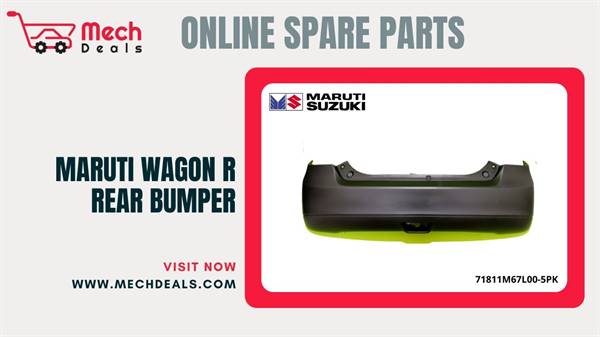 Mech
Deals
ONLINE SPARE PARTS
MARUTI
SUZUKI
MARUTI WAGON R
REAR BUMPER
VISIT NOW
WWW.MECHDEALS.COM
71811M67L00-5PK